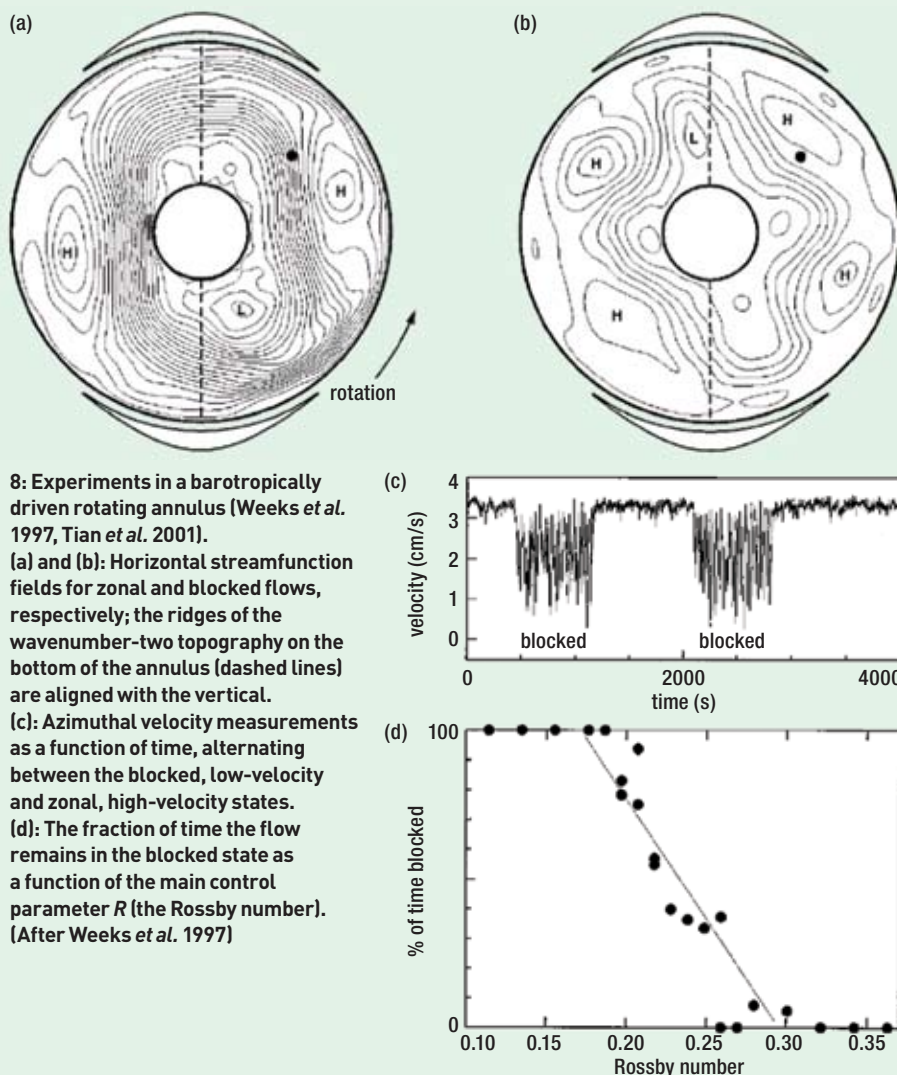 (a)
(b)
H
H
L
rotation
L
H
H
H
H
8: Experiments in a barotropically
driven rotating annulus (Weeks et al.
1997, Tian et al. 2001).
(a) and (b): Horizontal streamfunction
fields for zonal and blocked flows,
respectively; the ridges of the
wavenumber-two topography on the
bottom of the annulus (dashed lines)
are aligned with the vertical.
(c): Azimuthal velocity measurements
as a function of time, alternating
between the blocked, low-velocity
and zonal, high-velocity states.
(d): The fraction of time the flow
remains in the blocked state as
a function of the main control
parameter R (the Rossby number).
(After Weeks et al. 1997)
(c)
velocity (cm/s)
4
3
2
1
0
blocked
blocked
0
2000
4000
time (s)
(d)
% of time blocked
100
0
0.10
0.15
0.20
0.25
0.30
0.35
Rossby number